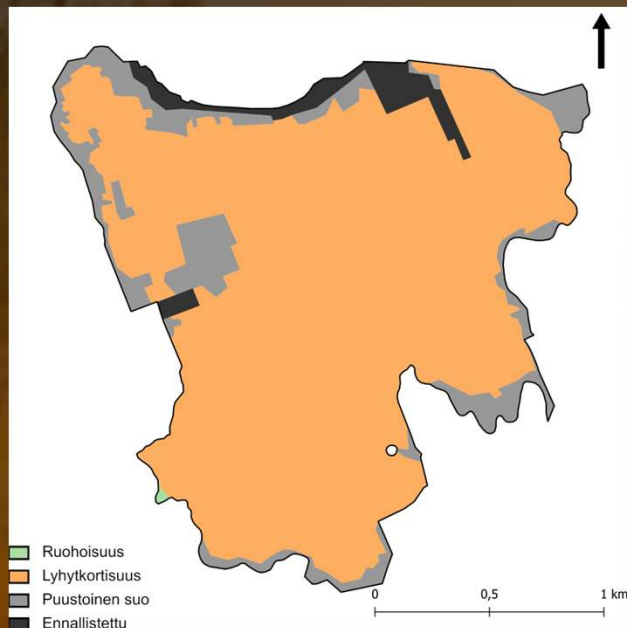 Ruohoisuus
Lyhytkortisuus
Puustoinen suo
Ennallistettu
0 0,5 1 km